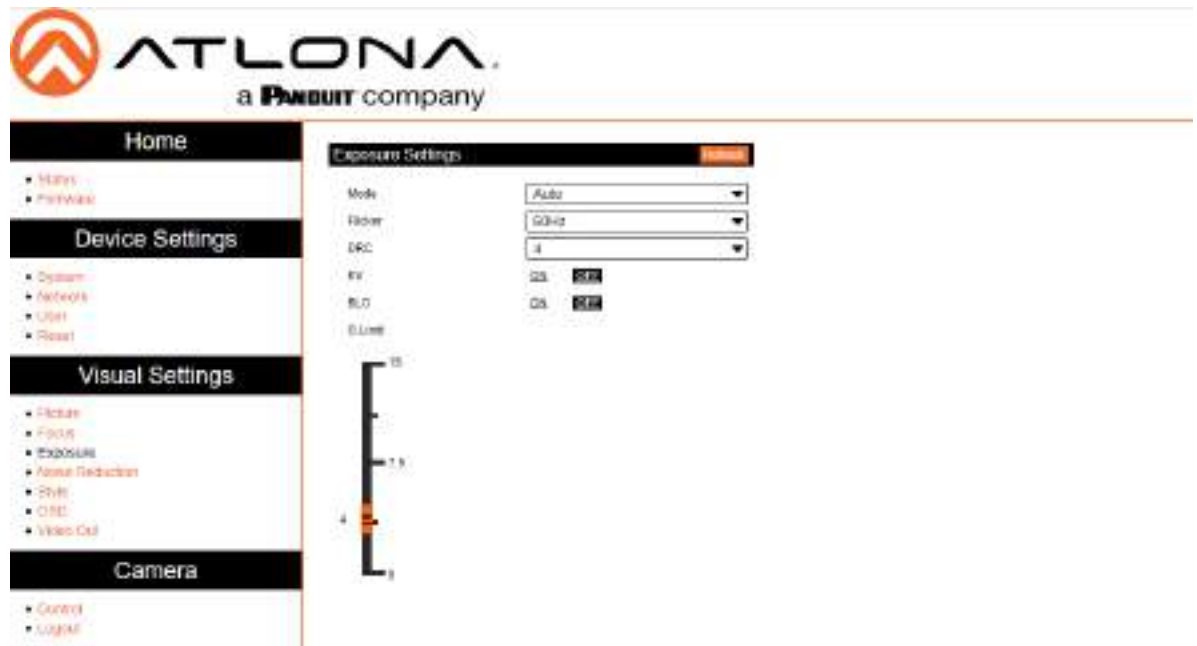 ATLONA.
a PANDUIT company
Home
Status
Firmware
Device Settings
System
Network
User
Reset
Visual Settings
Picture
Focus
Exposure
Noise Reduction
Style
OSD
Video Out
Camera
Control
Logout
Exposure Settings
Refresh
Mode Auto
Flicker
DRC 4
EV ON OFF
BLC ON OFF
G.Limit
15
7.5
4